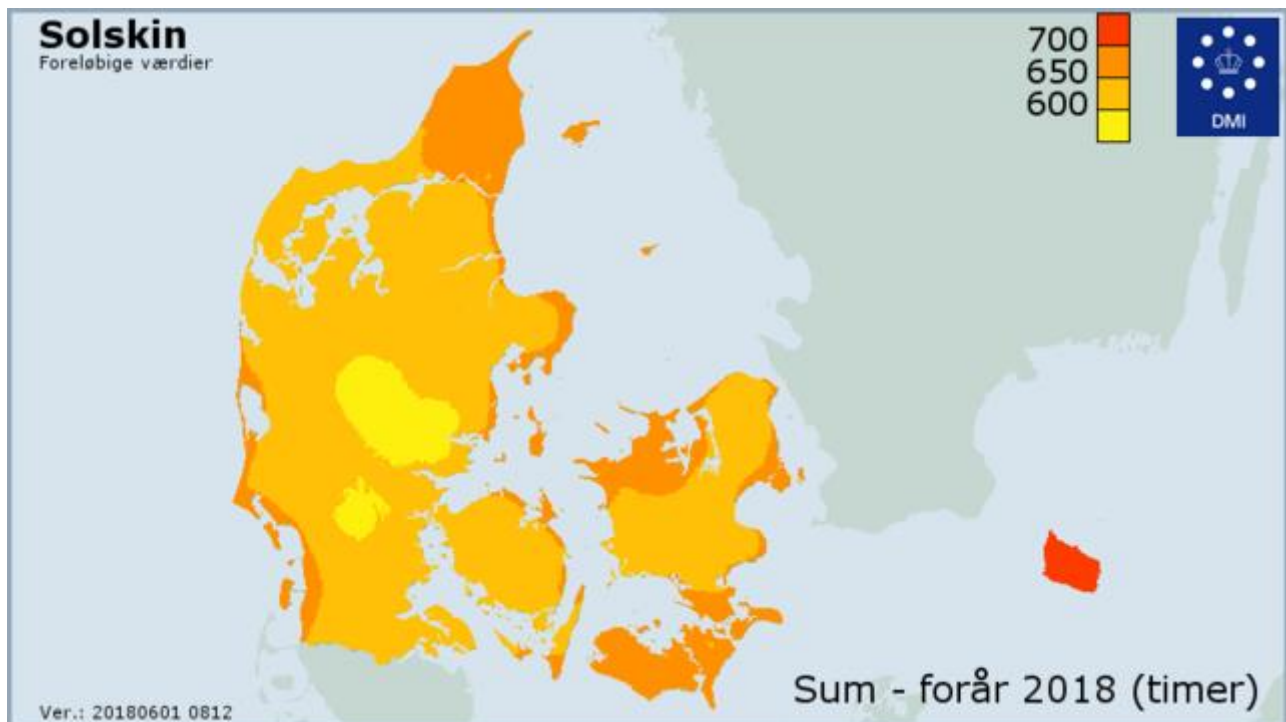 Solskin
Foreløbige værdier
700
650
600
DMI
Sum - forår 2018 (timer)
Ver.: 20180601 0812